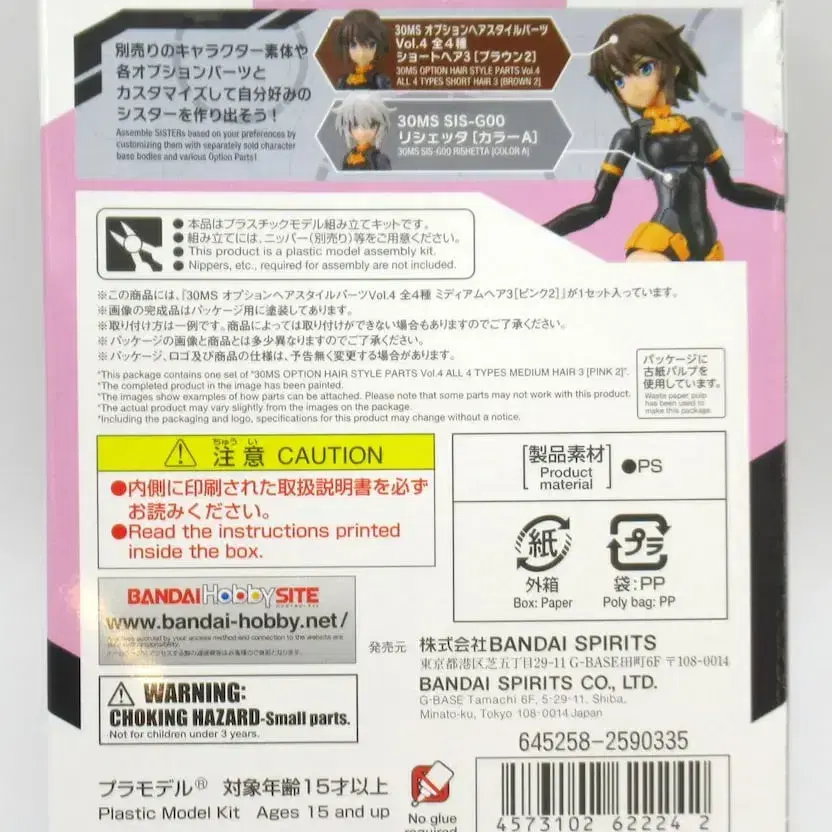 別売りのキャラクター素体や
各オプションパーツと
カスタマイズして自分好みの
シスターを作り出そう!
Assemble SISTERs based on your preferences by
customizing them with separately sold character
base bodies and various Option Parts!
30MS オプションヘアスタイルパーツ
Vol.4 全4種
ショートヘア3[ブラウン2]
30MS OPTION HAIR STYLE PARTS Vol.4
ALL 4 TYPES SHORT HAIR 3 [BROWN 2]
30MS SIS-G00
リシェッタ[カラーA]
30MS SIS-G00 RISHETTA [COLOR A]
●本品はプラスチックモデル組み立てキットです。
●組み立てには、ニッパー(別売り)等をご用意ください。
●This product is a plastic model assembly kit.
●Nippers, etc., required for assembly are not included.
※この商品には、『30MS オプションヘアスタイルパーツVol.4 全4種 ミディアムヘア3[ピンク2]』が1セット入っています。
※画像の完成品はパッケージ用に塗装してあります。
※取り付け方は一例です。商品によっては取り付けができない場合もありますのでご了承ください。
※パッケージの画像と商品とは多少異なりますのでご了承ください。
※パッケージ、ロゴ及び商品の仕様は、予告無く変更する場合があります。
*This package contains one set of "30MS OPTION HAIR STYLE PARTS Vol.4 ALL 4 TYPES MEDIUM HAIR 3 [PINK 2]".
*The completed product in the image has been painted.
*The images show examples of how parts can be attached. Please note that some parts may not work with this product.
*The actual product may vary slightly from the images on the package.
*Including the packaging and logo, specifications for this product may change without a notice.
パッケージに
古紙パルプを
使用しています。
Waste paper pulp
has been used to
make this package.
ちゅうい
注意 CAUTION
●内側に印刷された取扱説明書を必ず
お読みください。
●Read the instructions printed
inside the box.
[製品素材]
Product
material
●PS
紙
外箱
Box: Paper
プラ
袋:PP
Poly bag: PP
BANDAI Hobby SITE
www.bandai-hobby.net/
発売元
株式会社BANDAI SPIRITS
東京都港区芝五丁目29-11 G-BASE田町6F 〒108-0014
BANDAI SPIRITS CO., LTD.
G-BASE Tamachi 6F, 5-29-11, Shiba,
Minato-ku, Tokyo 108-0014 Japan
WARNING:
CHOKING HAZARD-Small parts.
Not for children under 3 years.
645258-2590335
プラモデル® 対象年齢15才以上
Plastic Model Kit Ages 15 and up
No glue
required
4573102 622242